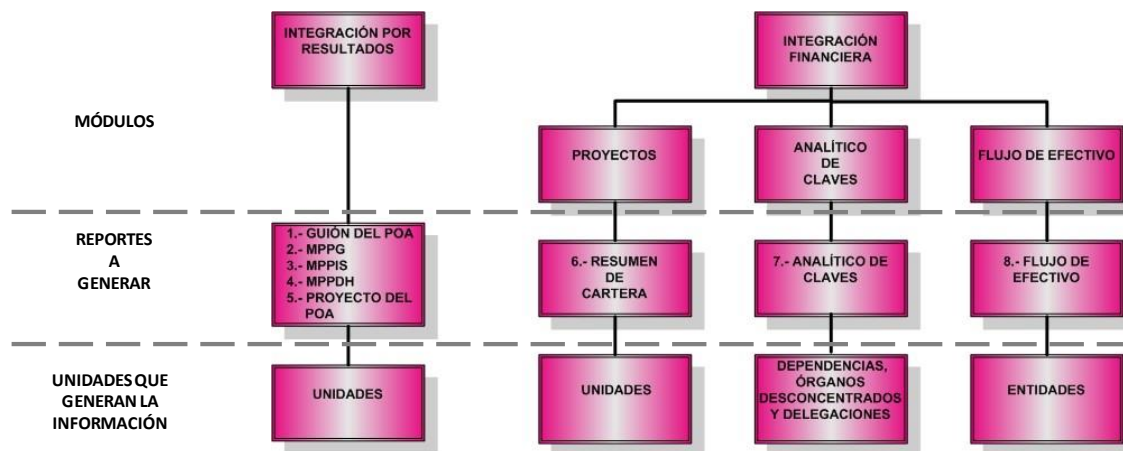 INTEGRACIÓN POR
RESULTADOS
INTEGRACIÓN
FINANCIERA
MÓDULOS
PROYECTOS
ANALÍTICO
DE
CLAVES
FLUJO DE EFECTIVO
REPORTES
A
GENERAR
1.- GUIÓN DEL POA
2.- MPPG
3.- MPPIS
4.- MPPDH
5.- PROYECTO DEL
POA
6.- RESUMEN
DE
CARTERA
7.- ANALÍTICO DE
CLAVES
8.- FLUJO DE
EFECTIVO
UNIDADES QUE
GENERAN LA
INFORMACIÓN
UNIDADES
UNIDADES
DEPENDENCIAS,
ÓRGANOS
DESCONCENTRADOS
Y DELEGACIONES
ENTIDADES